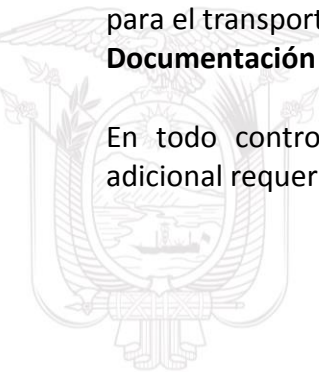 para el transport
Documentación
En todo contro
adicional requer